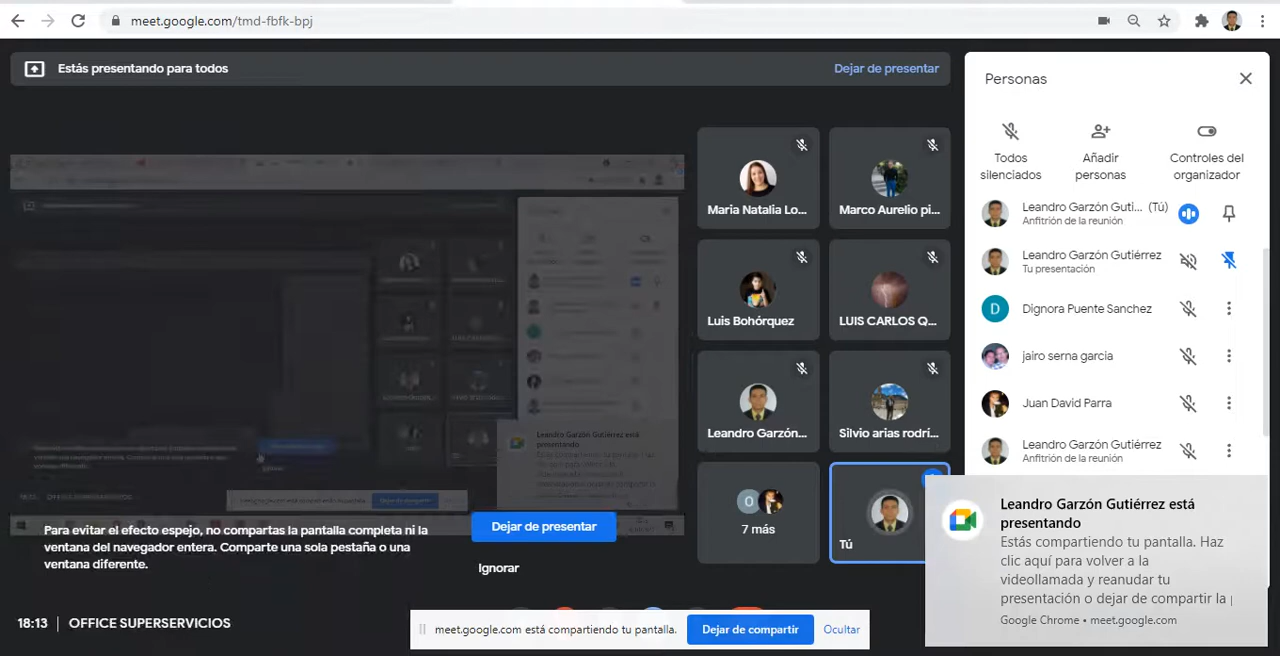 meet.google.com/tmd-fbfk-bpj
Estás presentando para todos
Dejar de presentar
Personas
Todos
silenciados
Añadir
personas
Controles del
organizador
Leandro Garzón Guti... (Tú)
Anfitrión de la reunión
Leandro Garzón Gutiérrez
Tu presentación
D
Dignora Puente Sanchez
jairo serna garcia
Juan David Parra
Leandro Garzón Gutiérrez
Anfitrión de la reunión
Maria Natalia Lo...
Marco Aurelio pi...
Luis Bohórquez
LUIS CARLOS Q...
Leandro Garzón...
Silvio arias rodrí...
O
7 más
Tú
Leandro Garzón Gutiérrez está
presentando
Para evitar el efecto espejo, no compartas la pantalla completa ni la
ventana del navegador entera. Comparte una sola pestaña o una
ventana diferente.
Dejar de presentar
Ignorar
Leandro Garzón Gutiérrez está
presentando
Estás compartiendo tu pantalla. Haz
clic aquí para volver a la
videollamada y reanudar tu
presentación o dejar de compartir la
Google Chrome • meet.google.com
18:13 | OFFICE SUPERSERVICIOS
meet.google.com está compartiendo tu pantalla.
Dejar de compartir
Ocultar